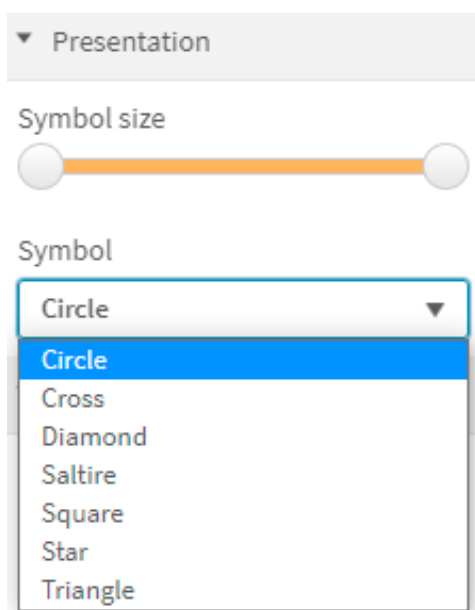 Presentation
Symbol size
Symbol
Circle
Circle
Cross
Diamond
Saltire
Square
Star
Triangle